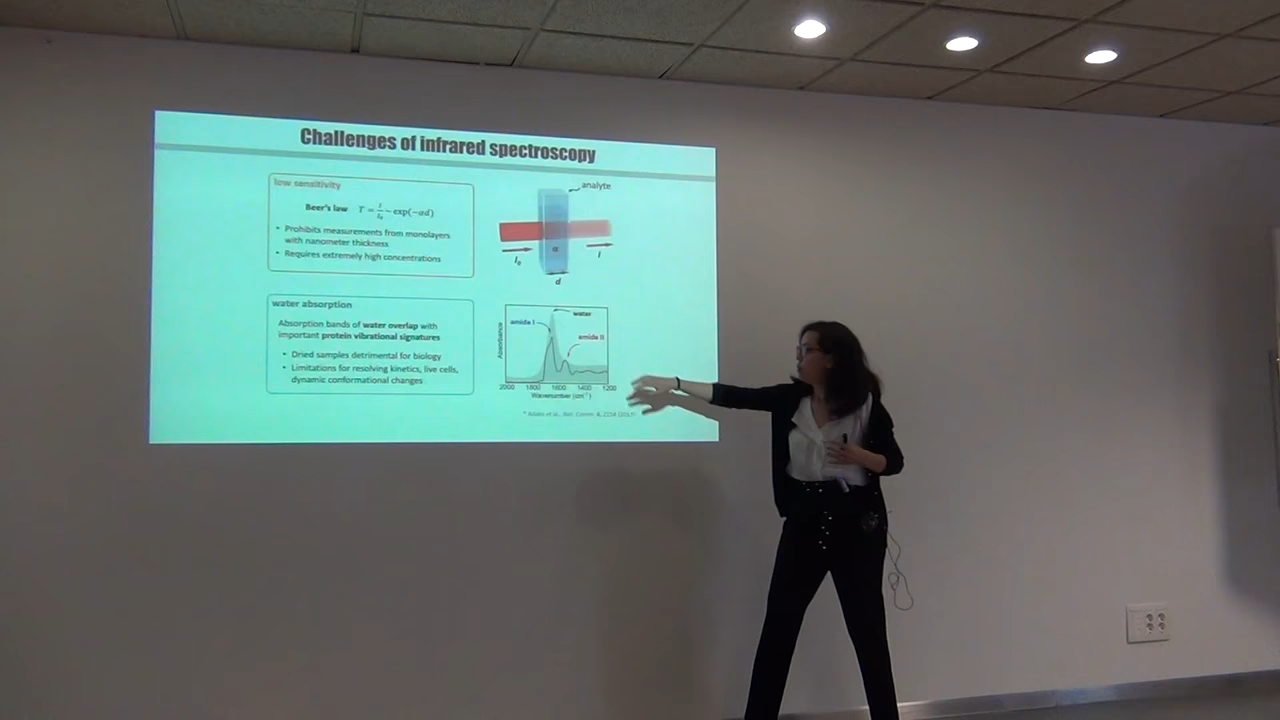 Challenges of infrared spectroscopy
low sensitivity
Beer's law T = I/I₀ ~ exp(−αd)
• Prohibits measurements from monolayers
with nanometer thickness
• Requires extremely high concentrations
analyte
α
I₀
I
d
water absorption
Absorption bands of water overlap with
important protein vibrational signatures
• Dried samples detrimental for biology
• Limitations for resolving kinetics, live cells,
dynamic conformational changes
water
amide I
amide II
Absorbance
2000 1800 1600 1400 1200
Wavenumber (cm⁻¹)